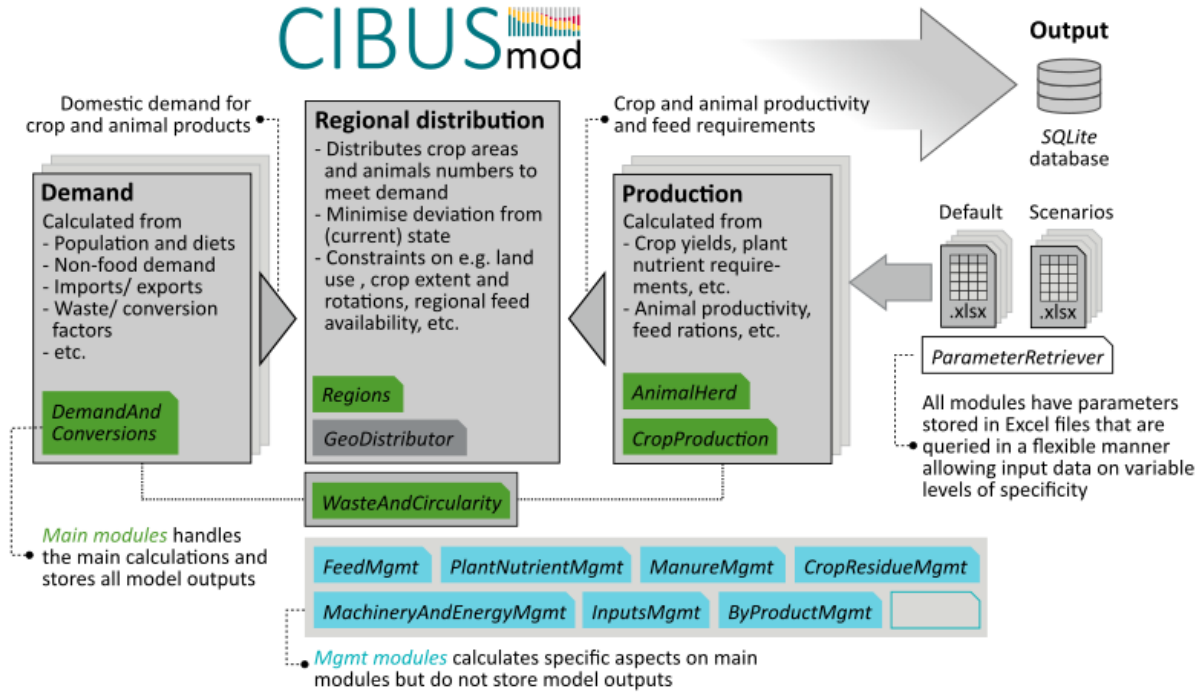 CIBUSmod
Output
SQLite
database
Domestic demand for
crop and animal products
Crop and animal productivity
and feed requirements
Demand
Calculated from
- Population and diets
- Non-food demand
- Imports/ exports
- Waste/ conversion
factors
- etc.
DemandAnd
Conversions
Regional distribution
- Distributes crop areas
and animals numbers to
meet demand
- Minimise deviation from
(current) state
- Constraints on e.g. land
use , crop extent and
rotations, regional feed
availability, etc.
Regions
GeoDistributor
Production
Calculated from
- Crop yields, plant
nutrient require-
ments, etc.
- Animal productivity,
feed rations, etc.
AnimalHerd
CropProduction
Default
Scenarios
.xlsx
.xlsx
ParameterRetriever
All modules have parameters
stored in Excel files that are
queried in a flexible manner
allowing input data on variable
levels of specificity
WasteAndCircularity
Main modules handles
the main calculations and
stores all model outputs
FeedMgmt
PlantNutrientMgmt
ManureMgmt
CropResidueMgmt
MachineryAndEnergyMgmt
InputsMgmt
ByProductMgmt
Mgmt modules calculates specific aspects on main
modules but do not store model outputs